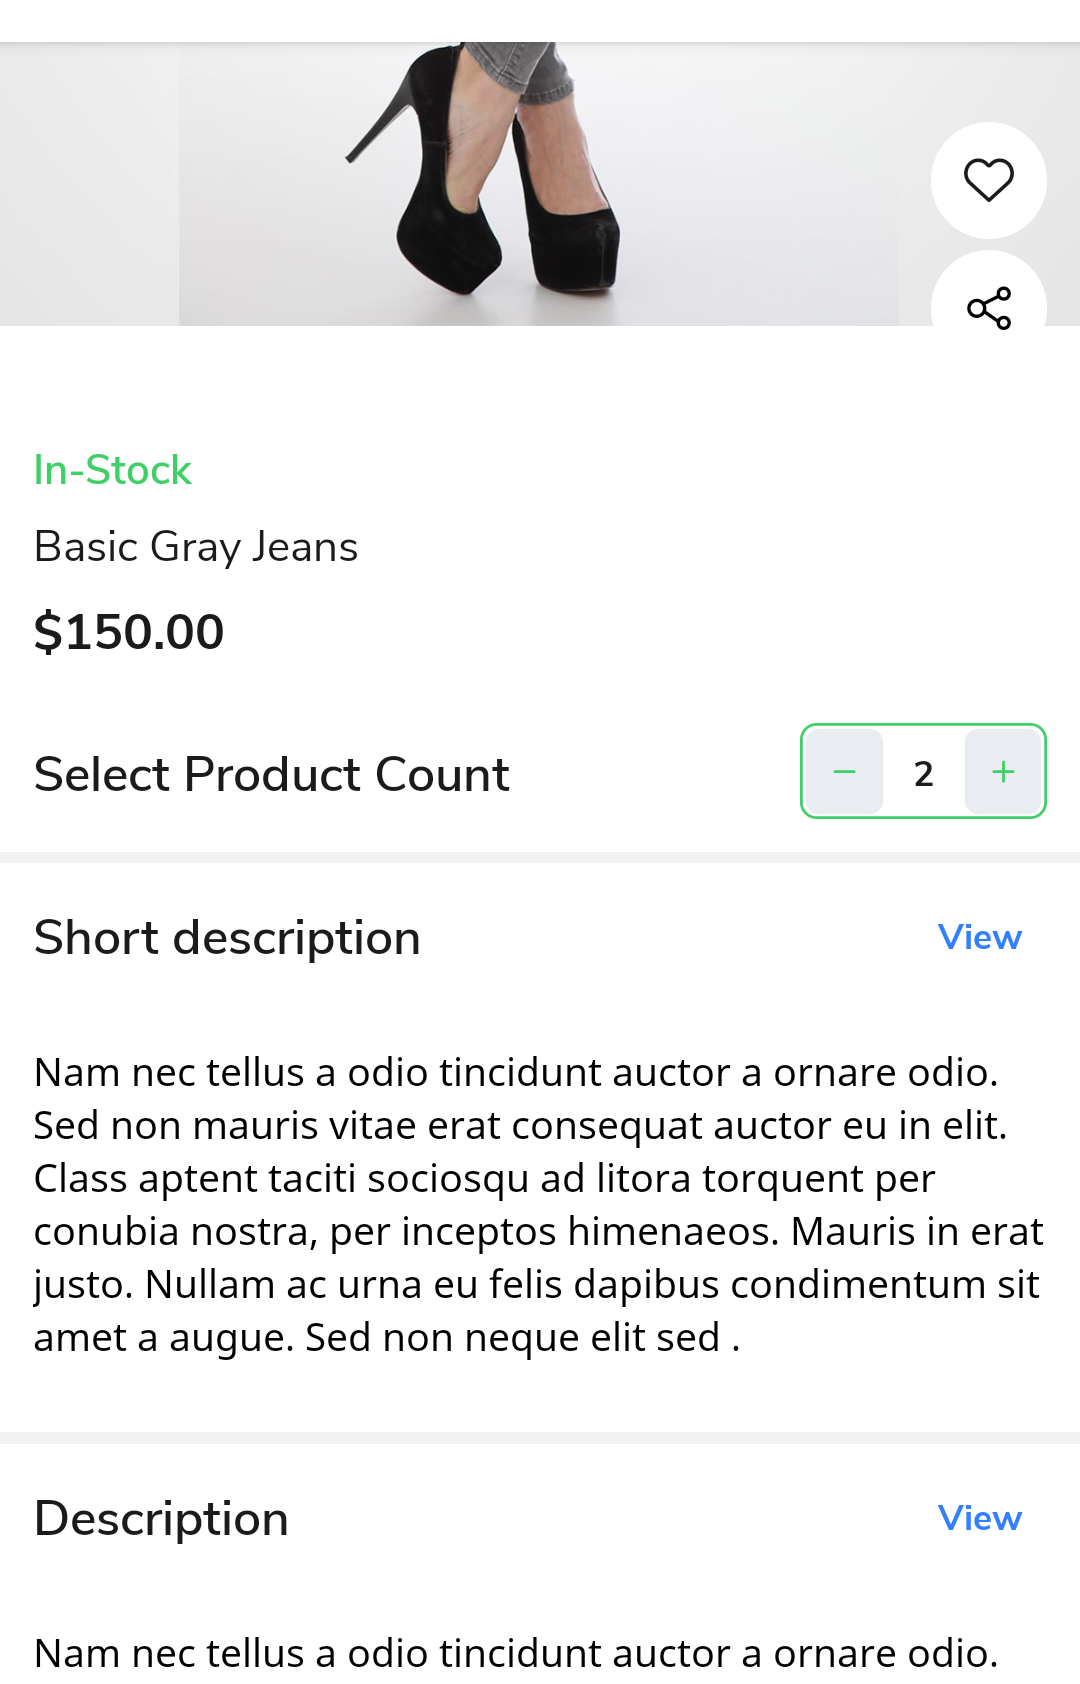 In-Stock
Basic Gray Jeans
$150.00
Select Product Count
− 2 +
Short description
View
Nam nec tellus a odio tincidunt auctor a ornare odio.
Sed non mauris vitae erat consequat auctor eu in elit.
Class aptent taciti sociosqu ad litora torquent per
conubia nostra, per inceptos himenaeos. Mauris in erat
justo. Nullam ac urna eu felis dapibus condimentum sit
amet a augue. Sed non neque elit sed .
Description
View
Nam nec tellus a odio tincidunt auctor a ornare odio.